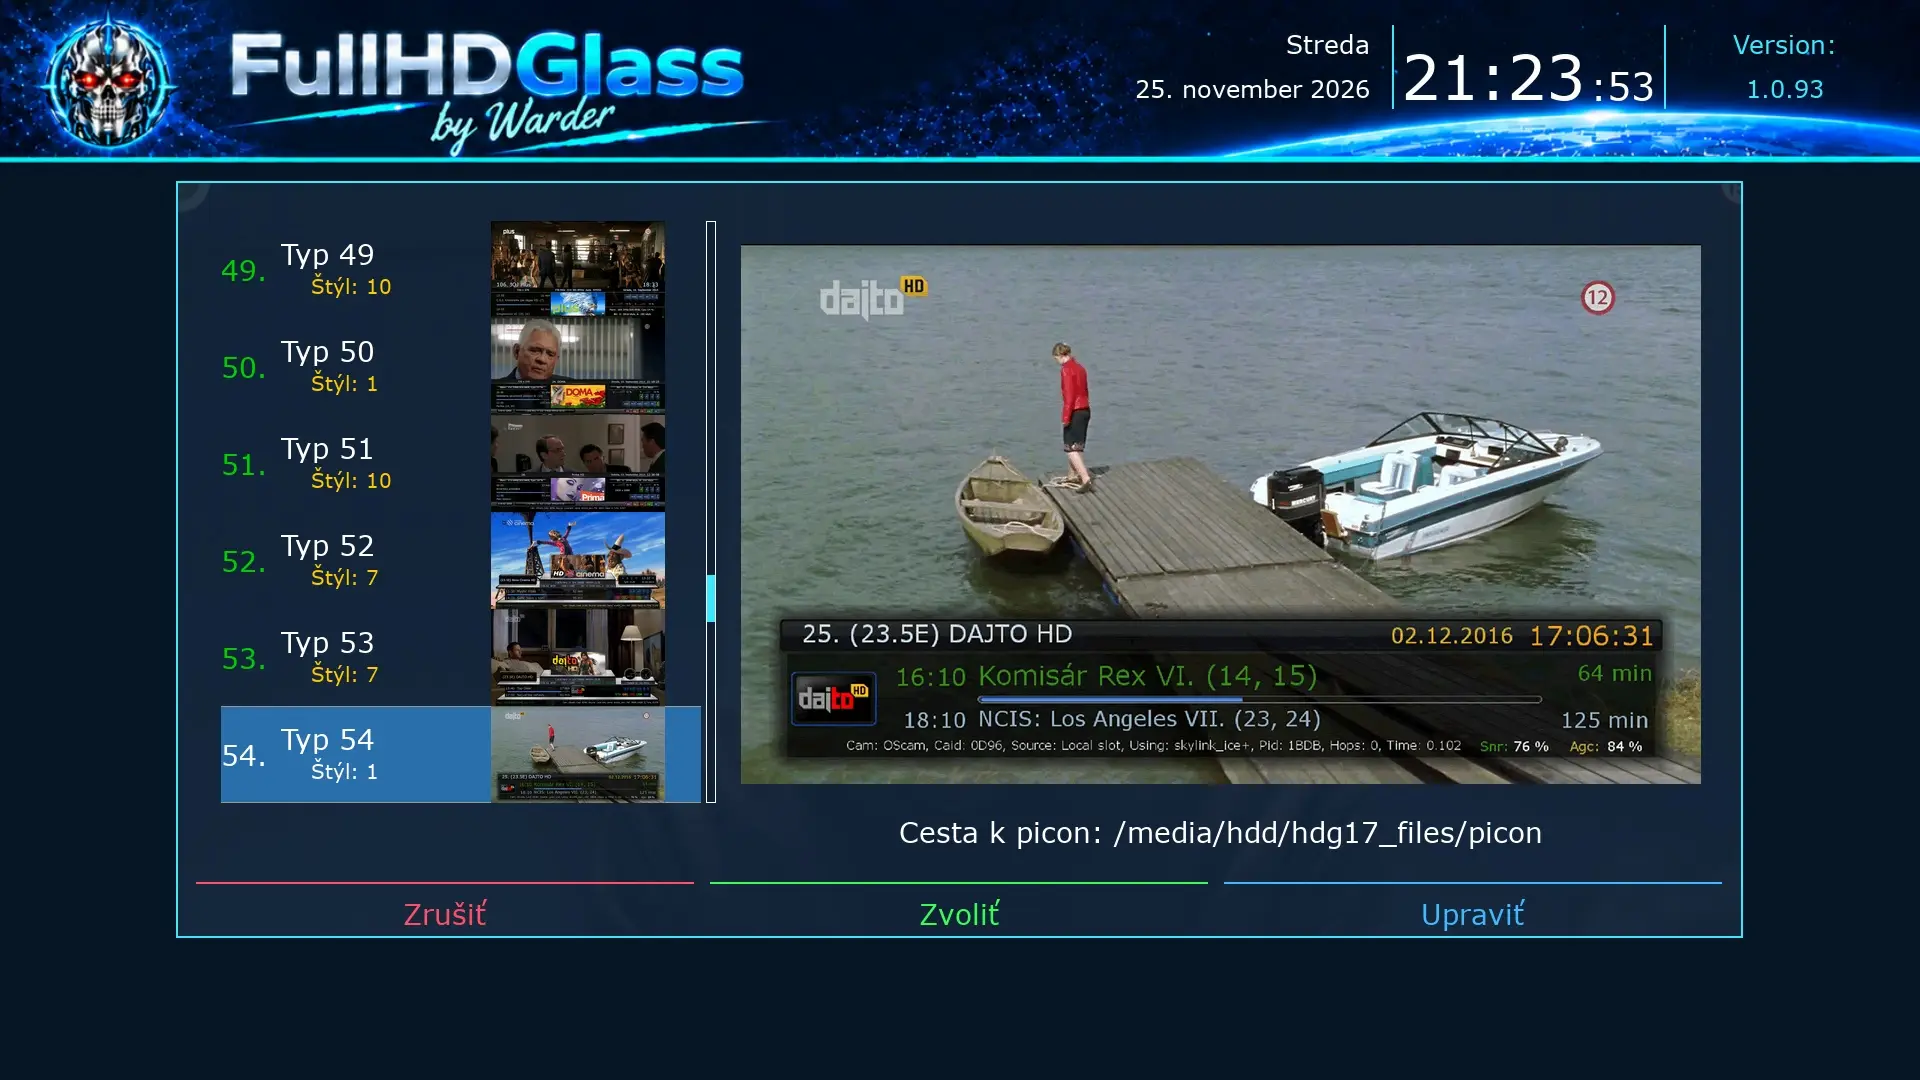 FullHDGlass
by Warder
Streda
25. november 2026
21:23:53
Version:
1.0.93
49.
Typ 49
Štýl: 10
50.
Typ 50
Štýl: 1
DOMA
51.
Typ 51
Štýl: 10
Prima
52.
Typ 52
Štýl: 7
53.
Typ 53
Štýl: 7
54.
Typ 54
Štýl: 1
dajto HD
12
25. (23.5E) DAJTO HD
02.12.2016 17:06:31
dajto HD
16:10 Komisár Rex VI. (14, 15)
64 min
18:10 NCIS: Los Angeles VII. (23, 24)
125 min
Cam: OScam, Caid: 0D96, Source: Local slot, Using: skylink_ice+, Pid: 1BDB, Hops: 0, Time: 0.102 Snr: 76 % Agc: 84 %
Cesta k picon: /media/hdd/hdg17_files/picon
Zrušiť
Zvoliť
Upraviť